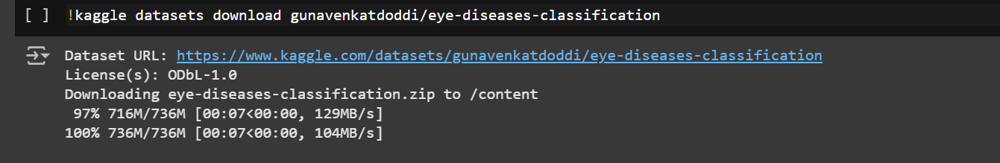 [ ] !kaggle datasets download gunavenkatdoddi/eye-diseases-classification
Dataset URL: https://www.kaggle.com/datasets/gunavenkatdoddi/eye-diseases-classification
License(s): ODbL-1.0
Downloading eye-diseases-classification.zip to /content
97% 716M/736M [00:07<00:00, 129MB/s]
100% 736M/736M [00:07<00:00, 104MB/s]